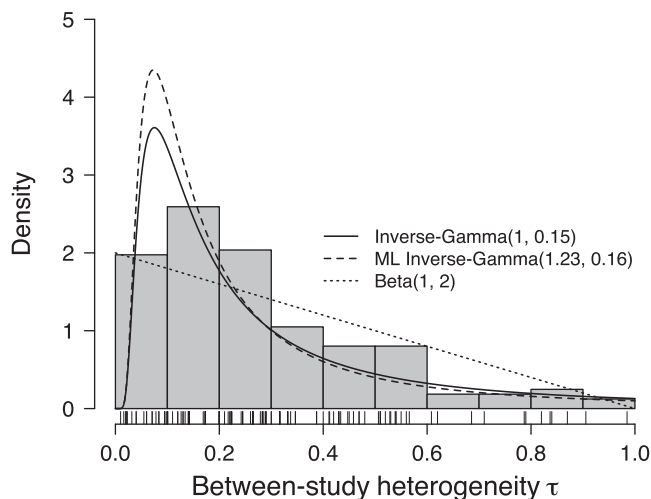 5
4
3
2
1
0
Density
Inverse-Gamma(1, 0.15)
ML Inverse-Gamma(1.23, 0.16)
Beta(1, 2)
0.0 0.2 0.4 0.6 0.8 1.0
Between-study heterogeneity τ